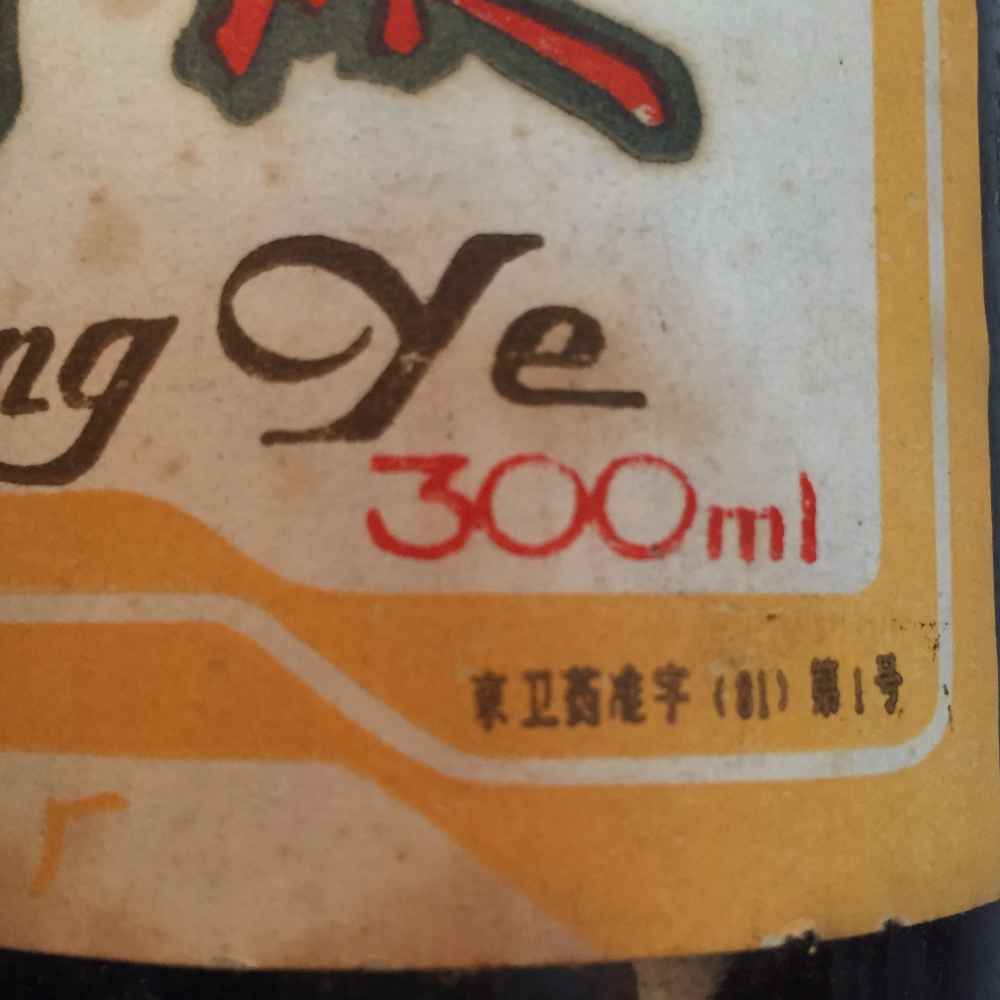 ng Ye
300ml
京卫药准字（81）第1号
厂